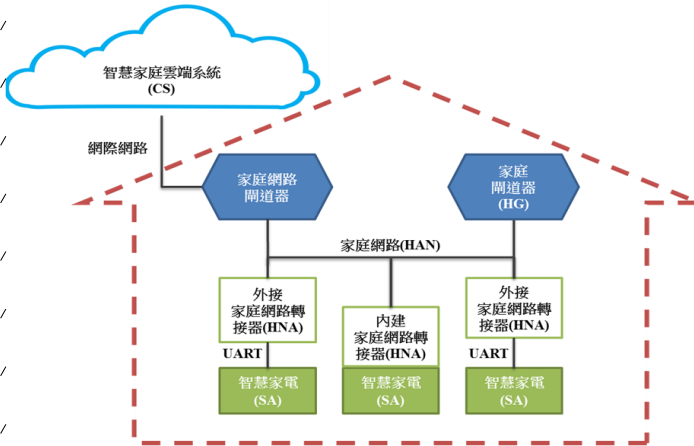 智慧家庭雲端系統
(CS)
網際網路
家庭網路
閘道器
家庭
閘道器
(HG)
家庭網路(HAN)
外接
家庭網路轉
接器(HNA)
內建
家庭網路轉
接器(HNA)
外接
家庭網路轉
接器(HNA)
UART
UART
智慧家電
(SA)
智慧家電
(SA)
智慧家電
(SA)